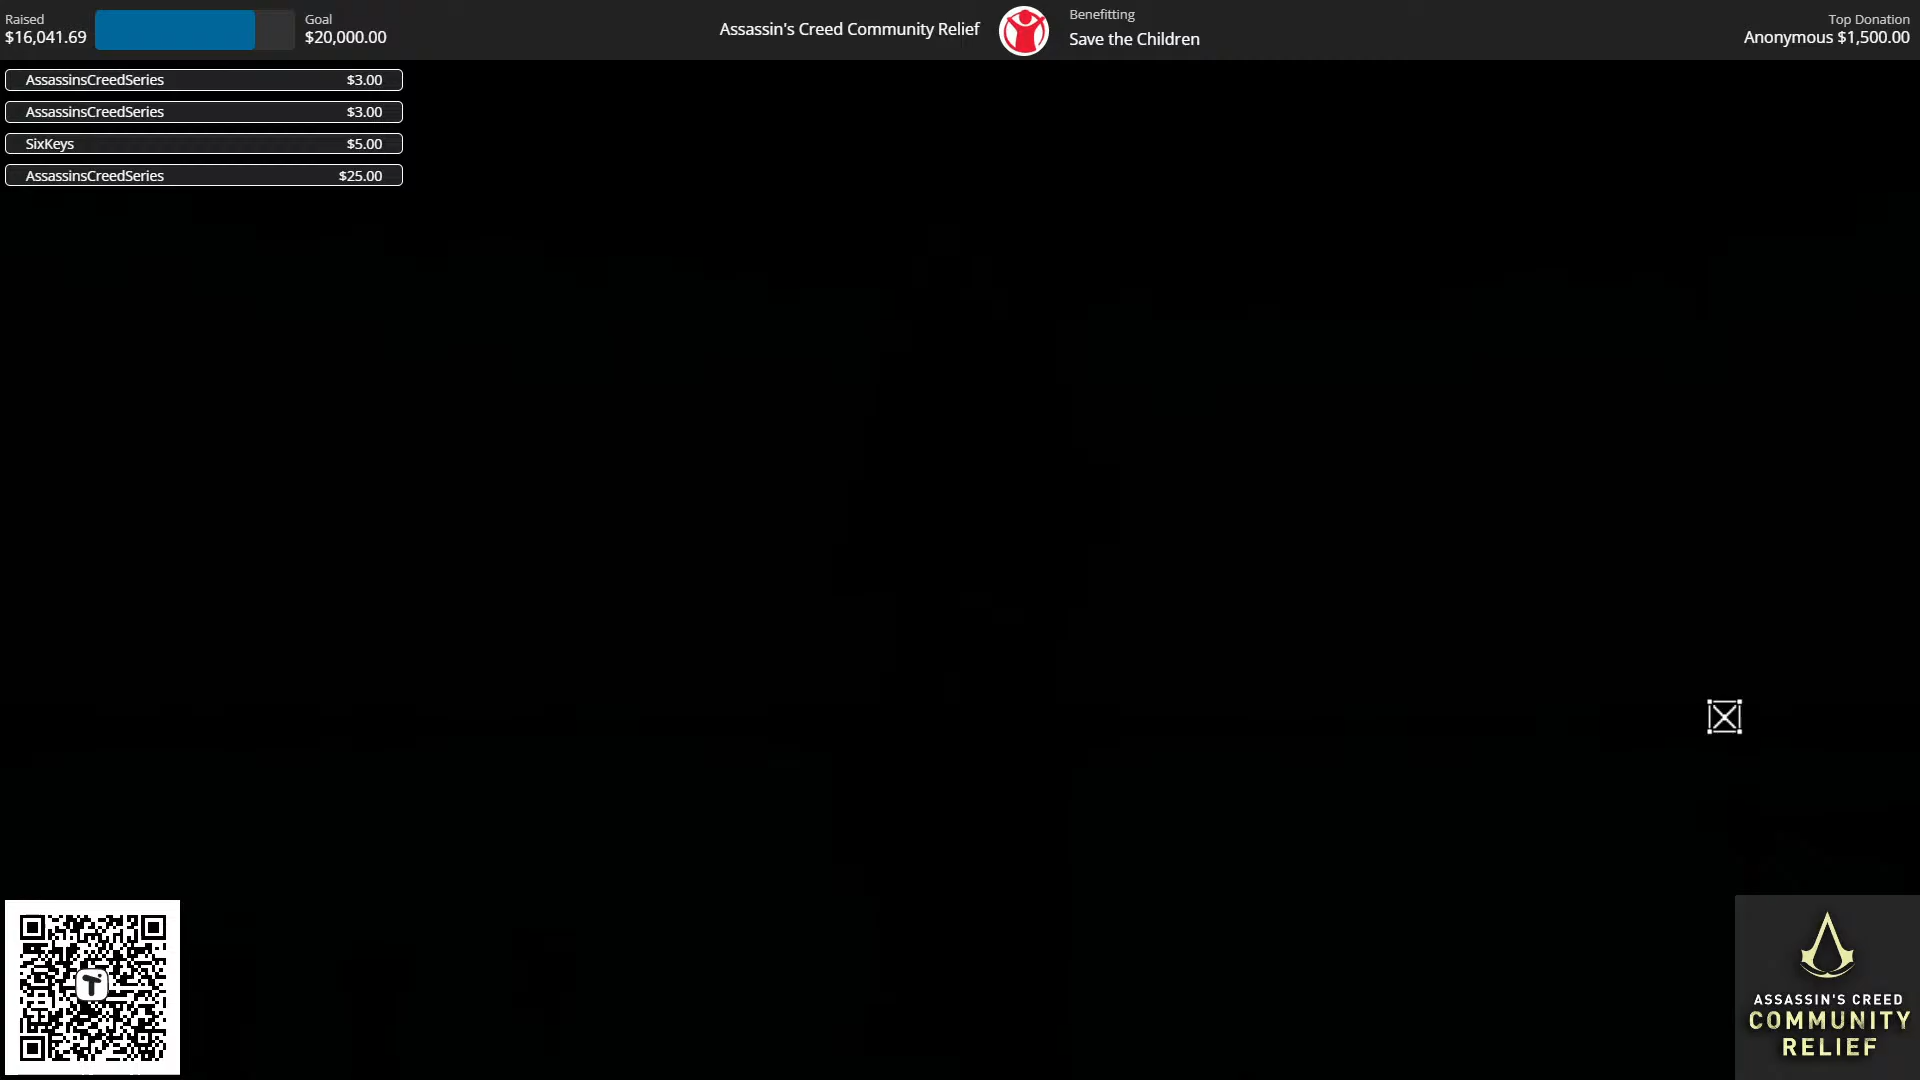 Raised
$16,041.69
Goal
$20,000.00
Assassin's Creed Community Relief
Benefitting
Save the Children
Top Donation
Anonymous $1,500.00
AssassinsCreedSeries $3.00
AssassinsCreedSeries $3.00
SixKeys $5.00
AssassinsCreedSeries $25.00
T
ASSASSIN'S CREED
COMMUNITY
RELIEF